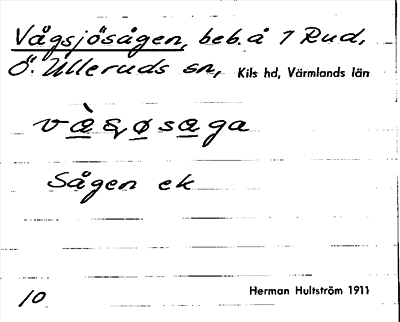 Vågsjösågen, beb. å 1 Rud,
Ö. Ulleruds sn, Kils hd, Värmlands län
Sågen ek
10 Herman Hultström 1911